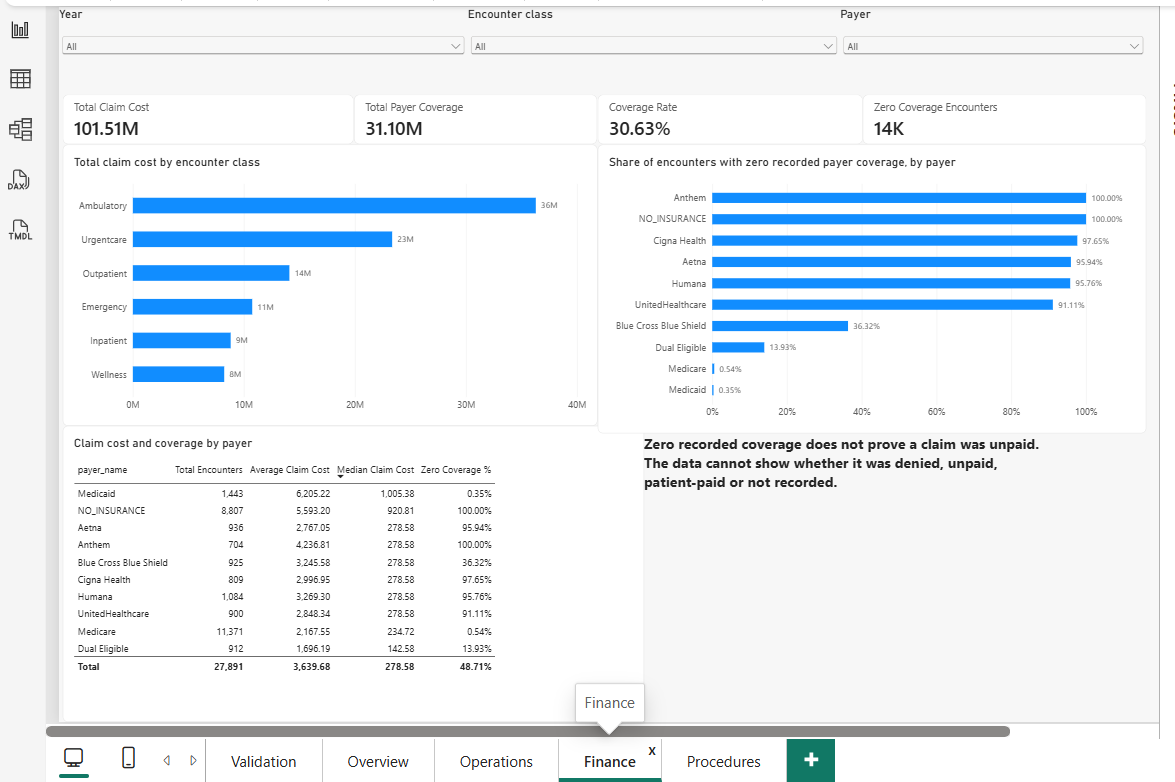 Year Encounter class Payer
All All All
DAX
TMDL
Total Claim Cost Total Payer Coverage Coverage Rate Zero Coverage Encounters
101.51M 31.10M 30.63% 14K
Total claim cost by encounter class
Ambulatory 36M
Urgentcare 23M
Outpatient 14M
Emergency 11M
Inpatient 9M
Wellness 8M
0M 10M 20M 30M 40M
Share of encounters with zero recorded payer coverage, by payer
Anthem 100.00%
NO_INSURANCE 100.00%
Cigna Health 97.65%
Aetna 95.94%
Humana 95.76%
UnitedHealthcare 91.11%
Blue Cross Blue Shield 36.32%
Dual Eligible 13.93%
Medicare 0.54%
Medicaid 0.35%
0% 20% 40% 60% 80% 100%
Claim cost and coverage by payer
payer_name Total Encounters Average Claim Cost Median Claim Cost Zero Coverage %
Medicaid 1,443 6,205.22 1,005.38 0.35%
NO_INSURANCE 8,807 5,593.20 920.81 100.00%
Aetna 936 2,767.05 278.58 95.94%
Anthem 704 4,236.81 278.58 100.00%
Blue Cross Blue Shield 925 3,245.58 278.58 36.32%
Cigna Health 809 2,996.95 278.58 97.65%
Humana 1,084 3,269.30 278.58 95.76%
UnitedHealthcare 900 2,848.34 278.58 91.11%
Medicare 11,371 2,167.55 234.72 0.54%
Dual Eligible 912 1,696.19 142.58 13.93%
Total 27,891 3,639.68 278.58 48.71%
Zero recorded coverage does not prove a claim was unpaid.
The data cannot show whether it was denied, unpaid,
patient-paid or not recorded.
Finance
Validation Overview Operations Finance x Procedures +